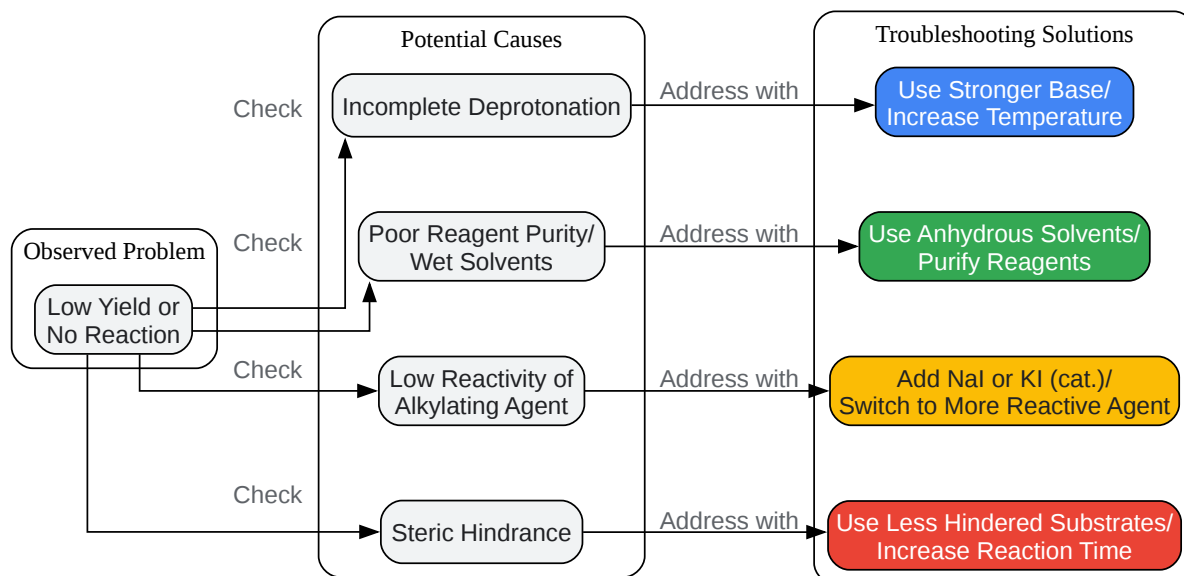 Potential Causes
Troubleshooting Solutions
Check
Incomplete Deprotonation
Address with
Use Stronger Base/
Increase Temperature
Observed Problem
Low Yield or
No Reaction
Check
Poor Reagent Purity/
Wet Solvents
Address with
Use Anhydrous Solvents/
Purify Reagents
Check
Low Reactivity of
Alkylating Agent
Address with
Add NaI or KI (cat.)/
Switch to More Reactive Agent
Check
Steric Hindrance
Address with
Use Less Hindered Substrates/
Increase Reaction Time